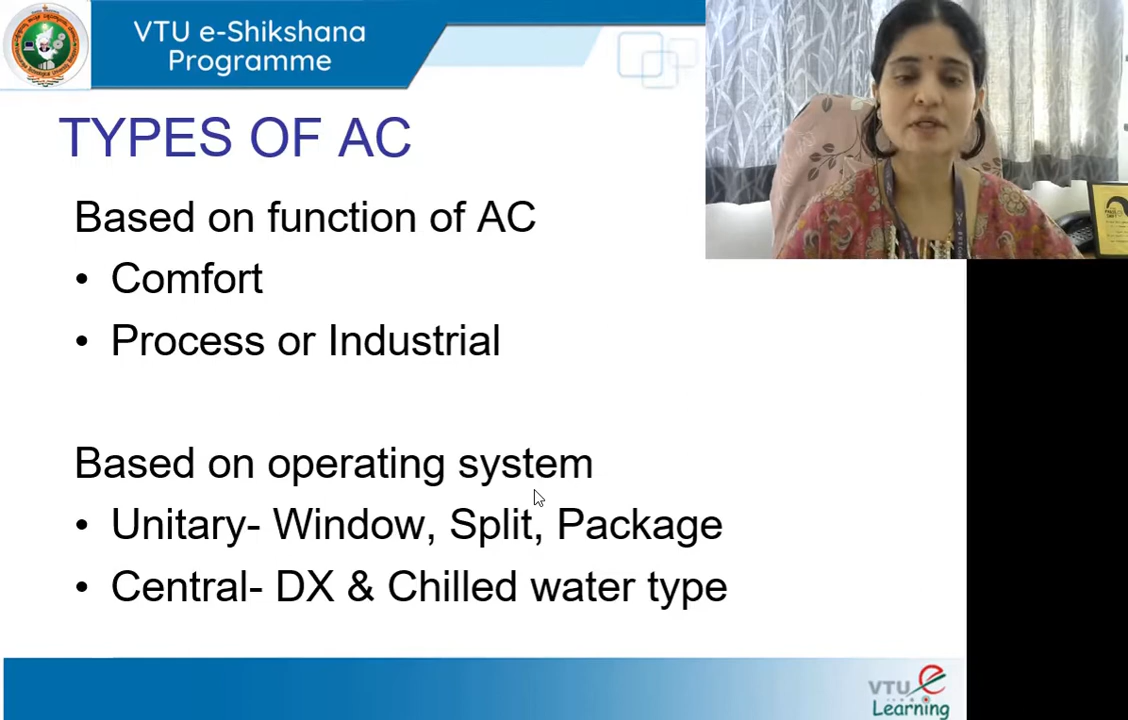 VTU e-Shikshana
Programme
TYPES OF AC
Based on function of AC
• Comfort
• Process or Industrial
Based on operating system
• Unitary- Window, Split, Package
• Central- DX & Chilled water type
VTU e
Learning